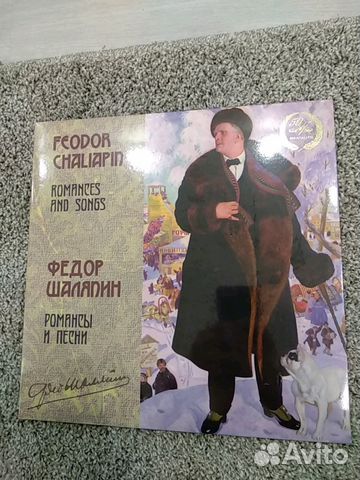 FEODOR
CHALIAPIN
ROMANCES
AND SONGS
ФЕДОР
ШАЛЯПИН
РОМАНСЫ
И ПЕСНИ
Avito